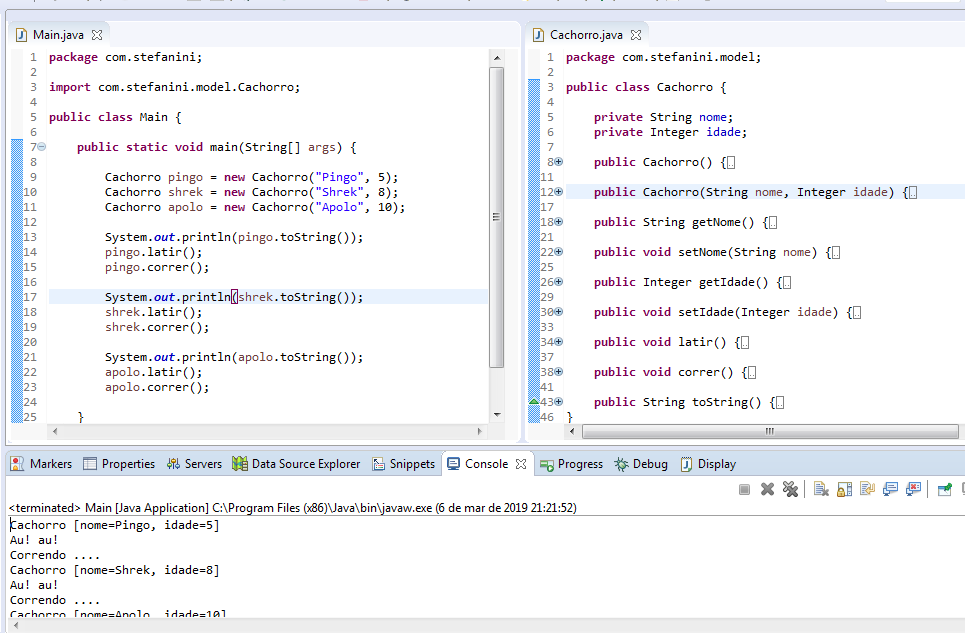 Main.java
1 package com.stefanini;
2
3 import com.stefanini.model.Cachorro;
4
5 public class Main {
6
7 public static void main(String[] args) {
8
9 Cachorro pingo = new Cachorro("Pingo", 5);
10 Cachorro shrek = new Cachorro("Shrek", 8);
11 Cachorro apolo = new Cachorro("Apolo", 10);
12
13 System.out.println(pingo.toString());
14 pingo.latir();
15 pingo.correr();
16
17 System.out.println(shrek.toString());
18 shrek.latir();
19 shrek.correr();
20
21 System.out.println(apolo.toString());
22 apolo.latir();
23 apolo.correr();
24
25 }
Cachorro.java
1 package com.stefanini.model;
2
3 public class Cachorro {
4
5 private String nome;
6 private Integer idade;
7
8 public Cachorro() {
11
12 public Cachorro(String nome, Integer idade) {
17
18 public String getNome() {
21
22 public void setNome(String nome) {
25
26 public Integer getIdade() {
29
30 public void setIdade(Integer idade) {
33
34 public void latir() {
37
38 public void correr() {
41
43 public String toString() {
46 }
Markers Properties Servers Data Source Explorer Snippets Console Progress Debug Display
<terminated> Main [Java Application] C:\Program Files (x86)\Java\bin\javaw.exe (6 de mar de 2019 21:21:52)
Cachorro [nome=Pingo, idade=5]
Au! au!
Correndo ....
Cachorro [nome=Shrek, idade=8]
Au! au!
Correndo ....
Cachorro [nome=Apolo, idade=10]